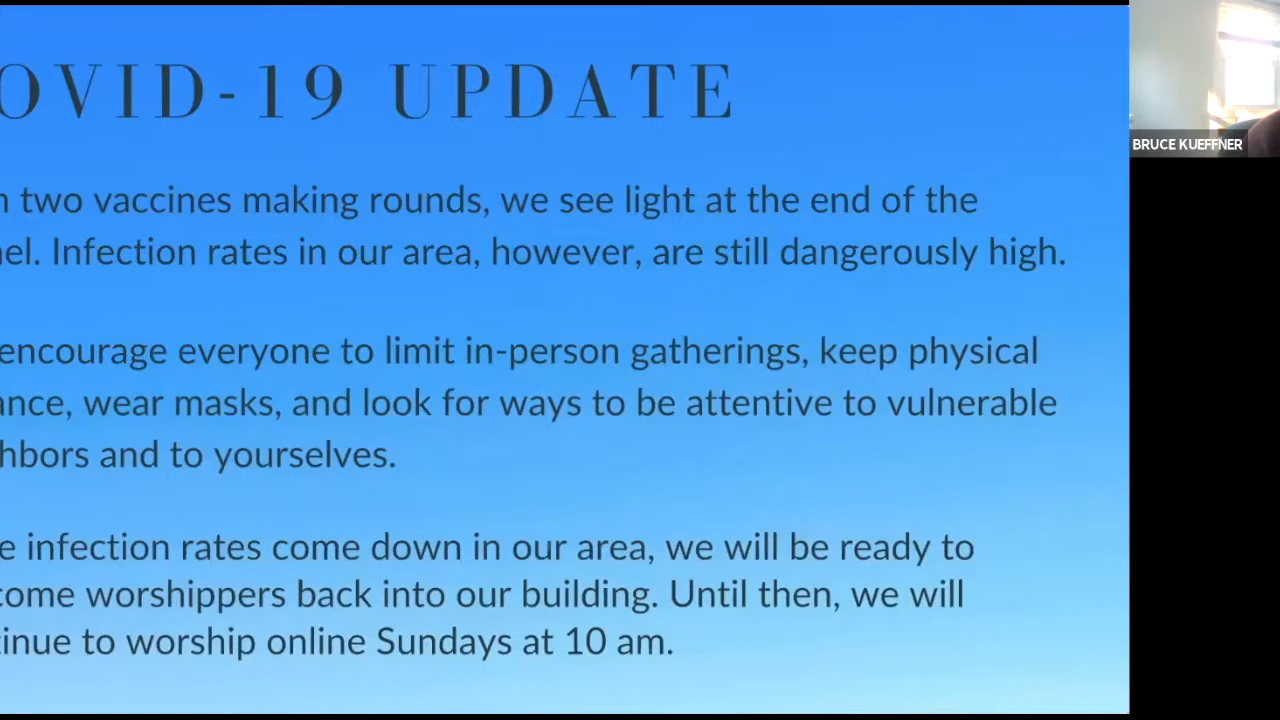 OVID-19 UPDATE
two vaccines making rounds, we see light at the end of the
el. Infection rates in our area, however, are still dangerously high.
encourage everyone to limit in-person gatherings, keep physical
ance, wear masks, and look for ways to be attentive to vulnerable
hbors and to yourselves.
e infection rates come down in our area, we will be ready to
come worshippers back into our building. Until then, we will
tinue to worship online Sundays at 10 am.
BRUCE KUEFFNER